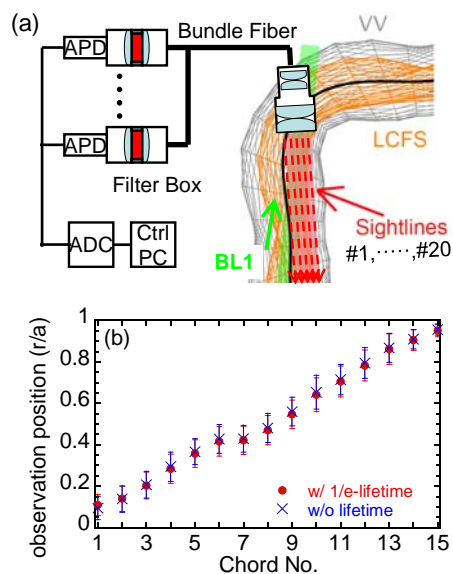 (a)
Bundle Fiber
APD
VV
LCFS
APD
Filter Box
Sightlines
#1,·····,#20
ADC
Ctrl
PC
BL1
(b)
observation position (r/a)
1
0.8
0.6
0.4
0.2
0
w/ 1/e-lifetime
w/o lifetime
1 3 5 7 9 11 13 15
Chord No.